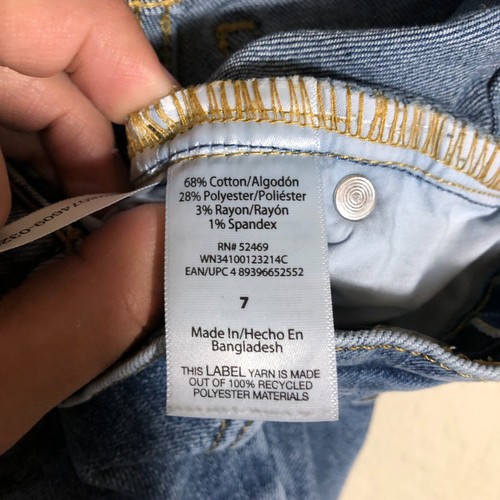 68% Cotton/Algodón
28% Polyester/Poliéster
3% Rayon/Rayón
1% Spandex
RN# 52469
WN34100123214C
EAN/UPC 4 89396652552
7
Made In/Hecho En
Bangladesh
THIS LABEL YARN IS MADE
OUT OF 100% RECYCLED
POLYESTER MATERIALS